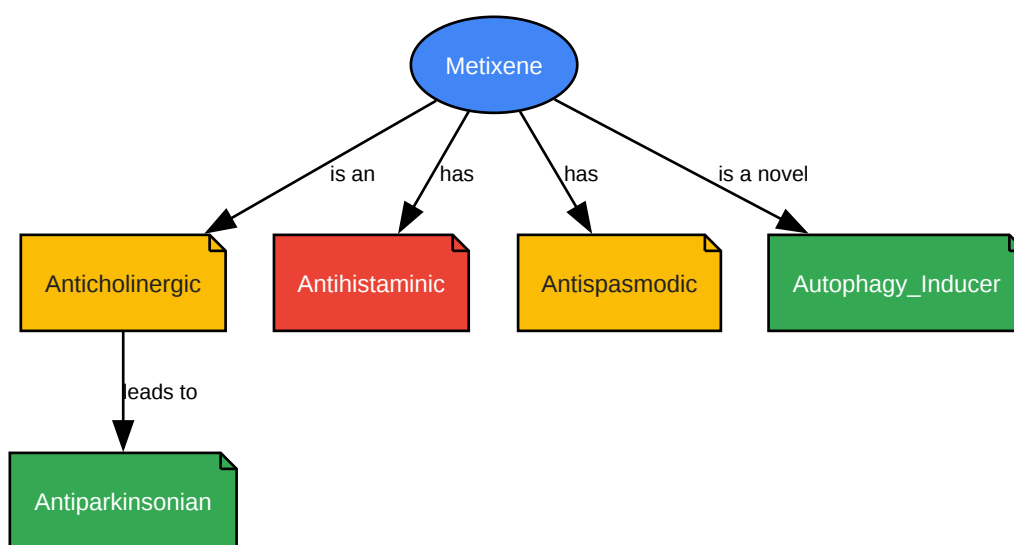 Metixene
is an
has
has
is a novel
Anticholinergic
Antihistaminic
Antispasmodic
Autophagy_Inducer
leads to
Antiparkinsonian